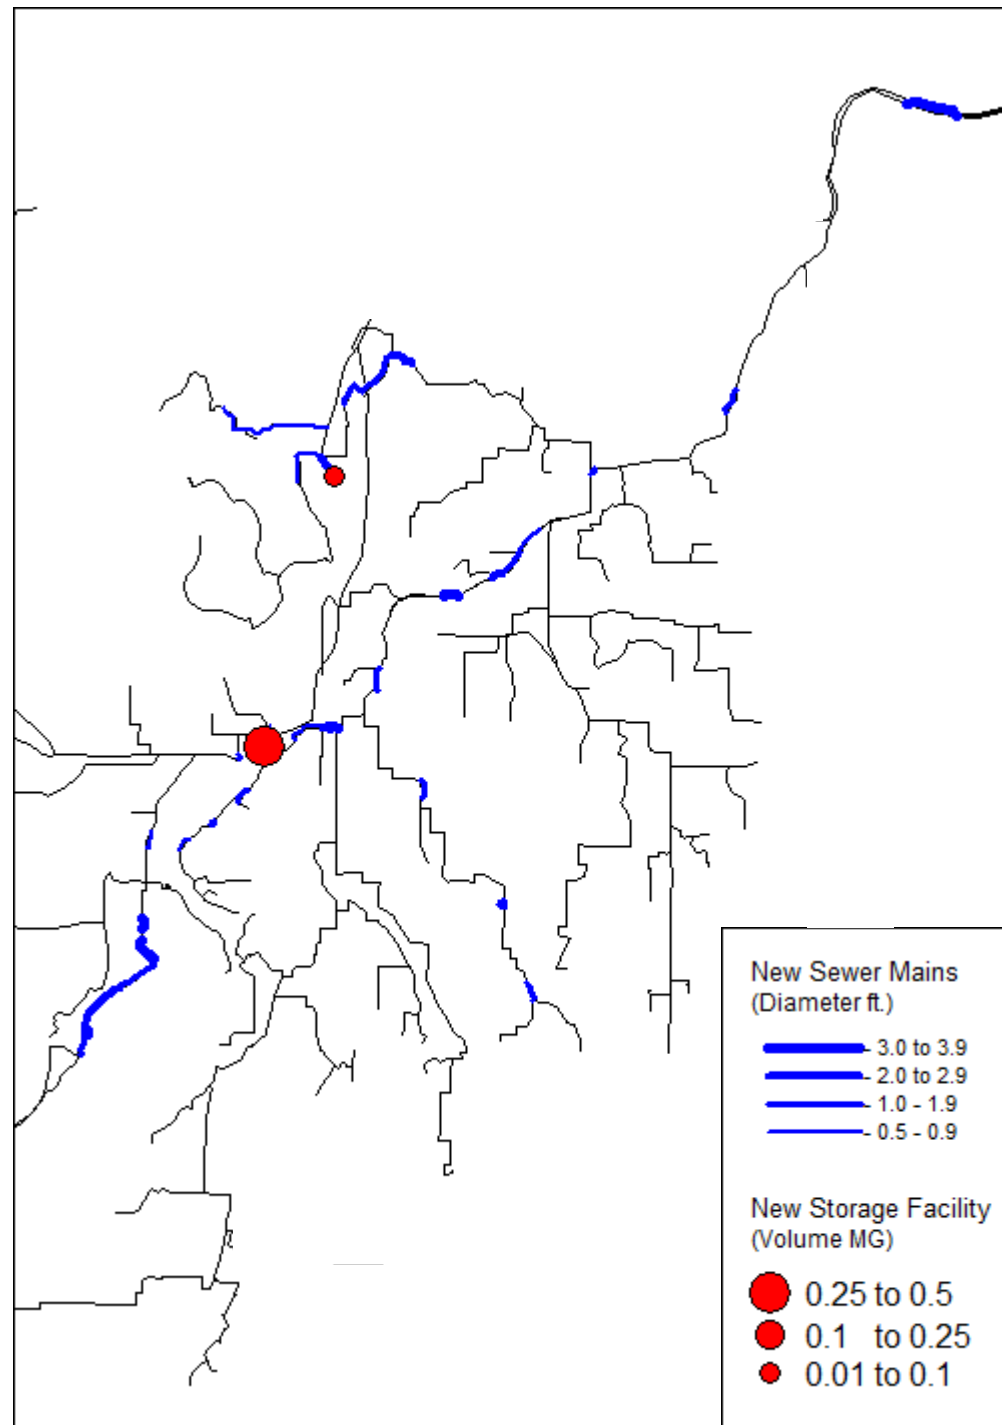 New Sewer Mains
(Diameter ft.)
- 3.0 to 3.9
- 2.0 to 2.9
- 1.0 - 1.9
- 0.5 - 0.9
New Storage Facility
(Volume MG)
0.25 to 0.5
0.1 to 0.25
0.01 to 0.1